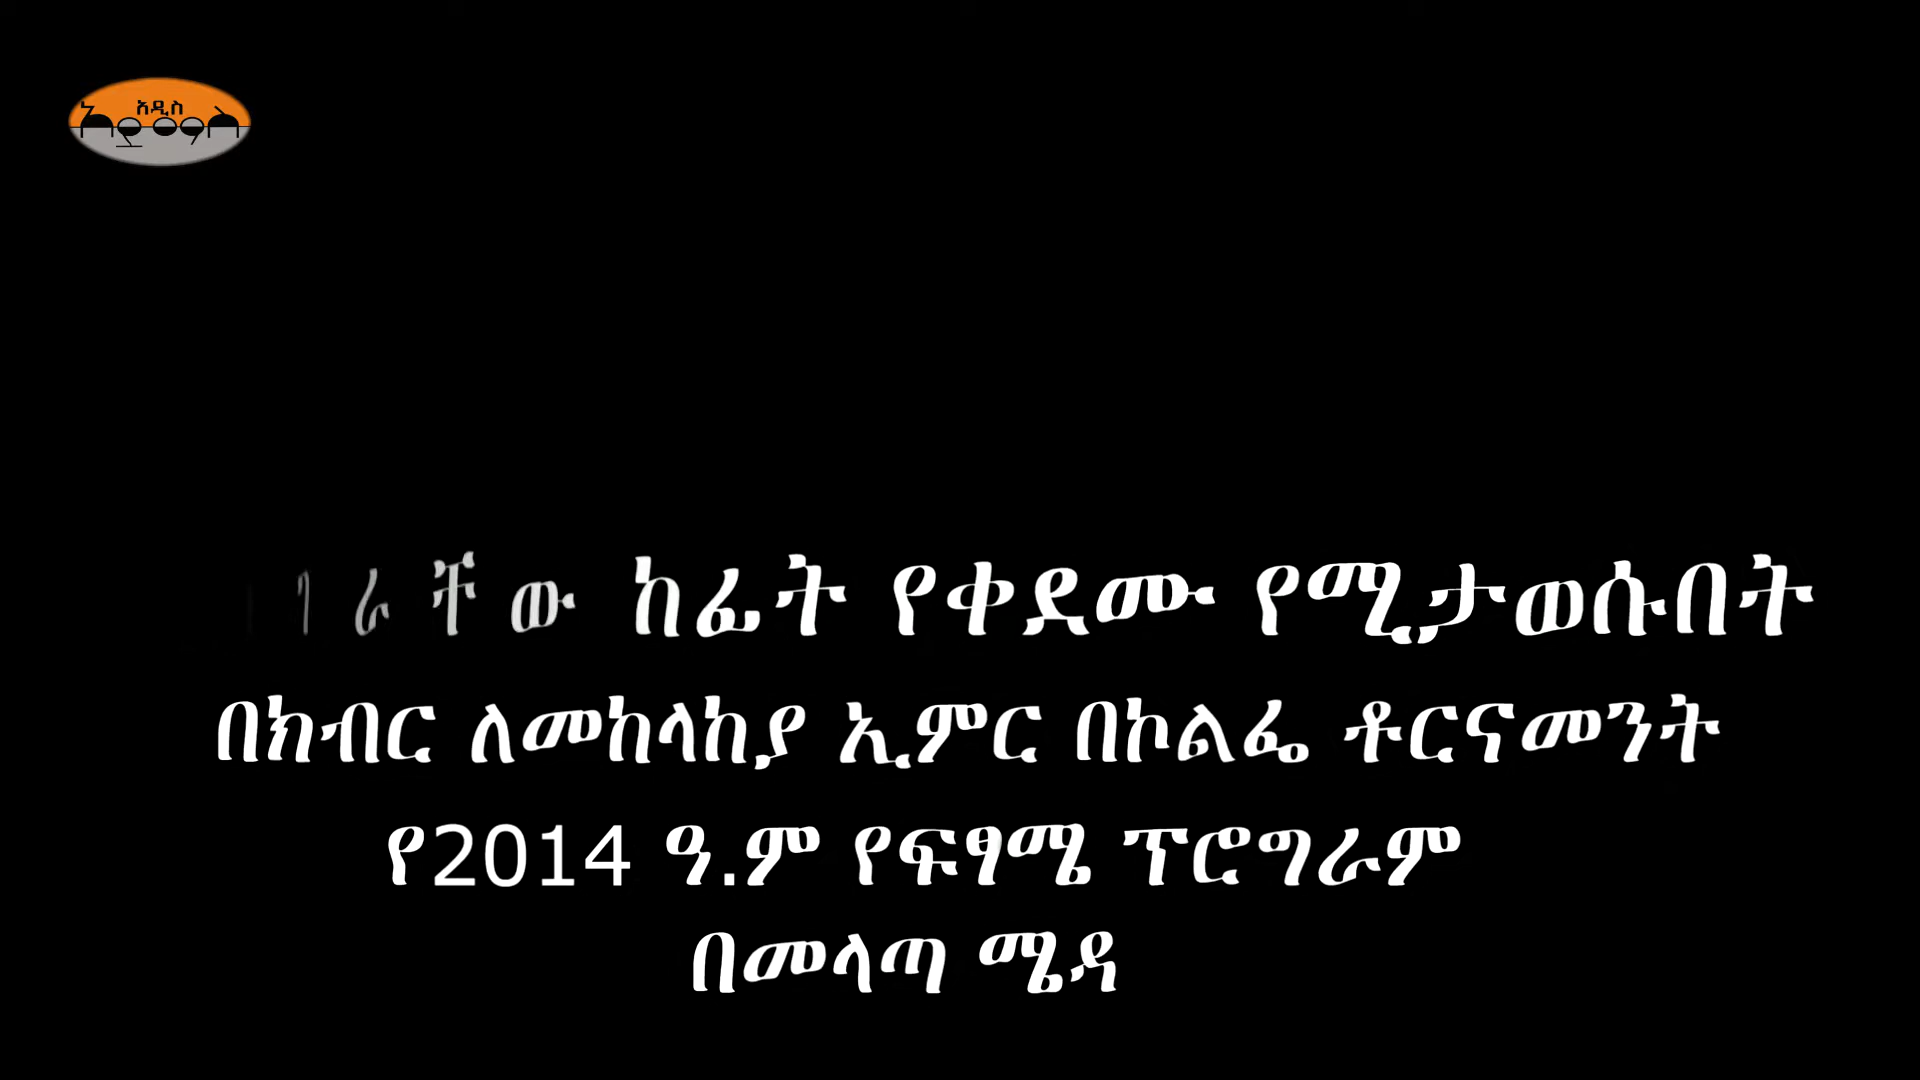 አዲስ
ከፊት የቀደሙ የሚታወሱበት
በክብር ለመከላከያ ኢምር በኮልፌ ቶርናመንት
የ2014 ዓ.ም የፍፃሜ ፕሮግራም
በመላጣ ሜዳ